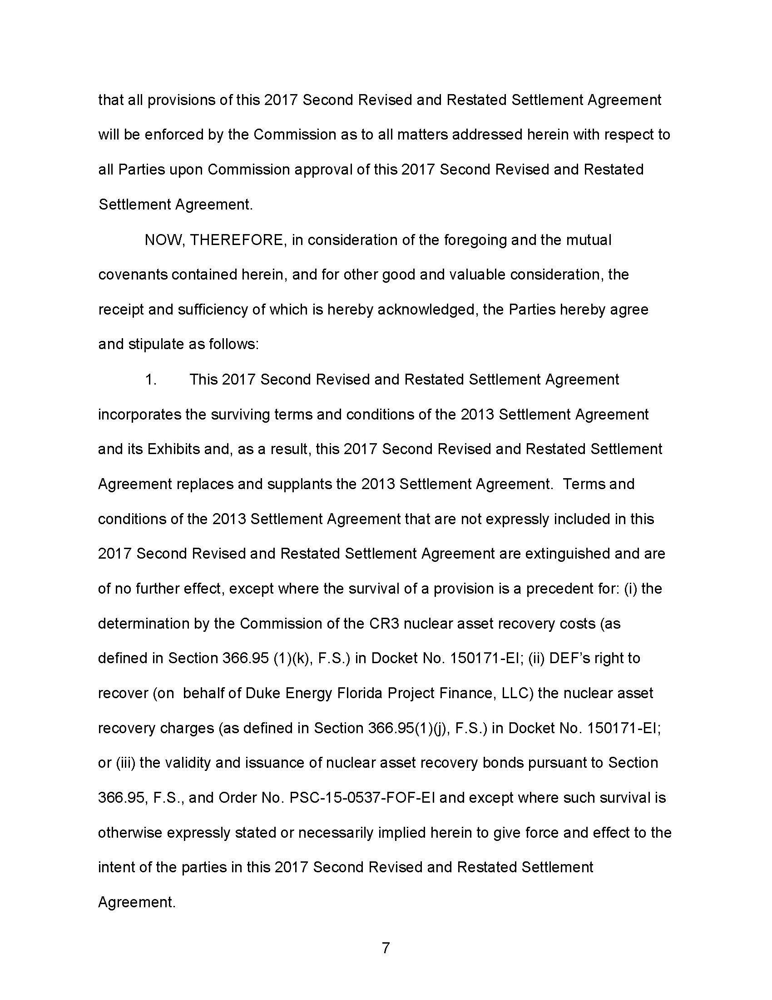 that all provisions of this 2017 Second Revised and Restated Settlement Agreement
will be enforced by the Commission as to all matters addressed herein with respect to
all Parties upon Commission approval of this 2017 Second Revised and Restated
Settlement Agreement.
NOW, THEREFORE, in consideration of the foregoing and the mutual
covenants contained herein, and for other good and valuable consideration, the
receipt and sufficiency of which is hereby acknowledged, the Parties hereby agree
and stipulate as follows:
1. This 2017 Second Revised and Restated Settlement Agreement
incorporates the surviving terms and conditions of the 2013 Settlement Agreement
and its Exhibits and, as a result, this 2017 Second Revised and Restated Settlement
Agreement replaces and supplants the 2013 Settlement Agreement.  Terms and
conditions of the 2013 Settlement Agreement that are not expressly included in this
2017 Second Revised and Restated Settlement Agreement are extinguished and are
of no further effect, except where the survival of a provision is a precedent for: (i) the
determination by the Commission of the CR3 nuclear asset recovery costs (as
defined in Section 366.95 (1)(k), F.S.) in Docket No. 150171-EI; (ii) DEF’s right to
recover (on  behalf of Duke Energy Florida Project Finance, LLC) the nuclear asset
recovery charges (as defined in Section 366.95(1)(j), F.S.) in Docket No. 150171-EI;
or (iii) the validity and issuance of nuclear asset recovery bonds pursuant to Section
366.95, F.S., and Order No. PSC-15-0537-FOF-EI and except where such survival is
otherwise expressly stated or necessarily implied herein to give force and effect to the
intent of the parties in this 2017 Second Revised and Restated Settlement
Agreement.
7